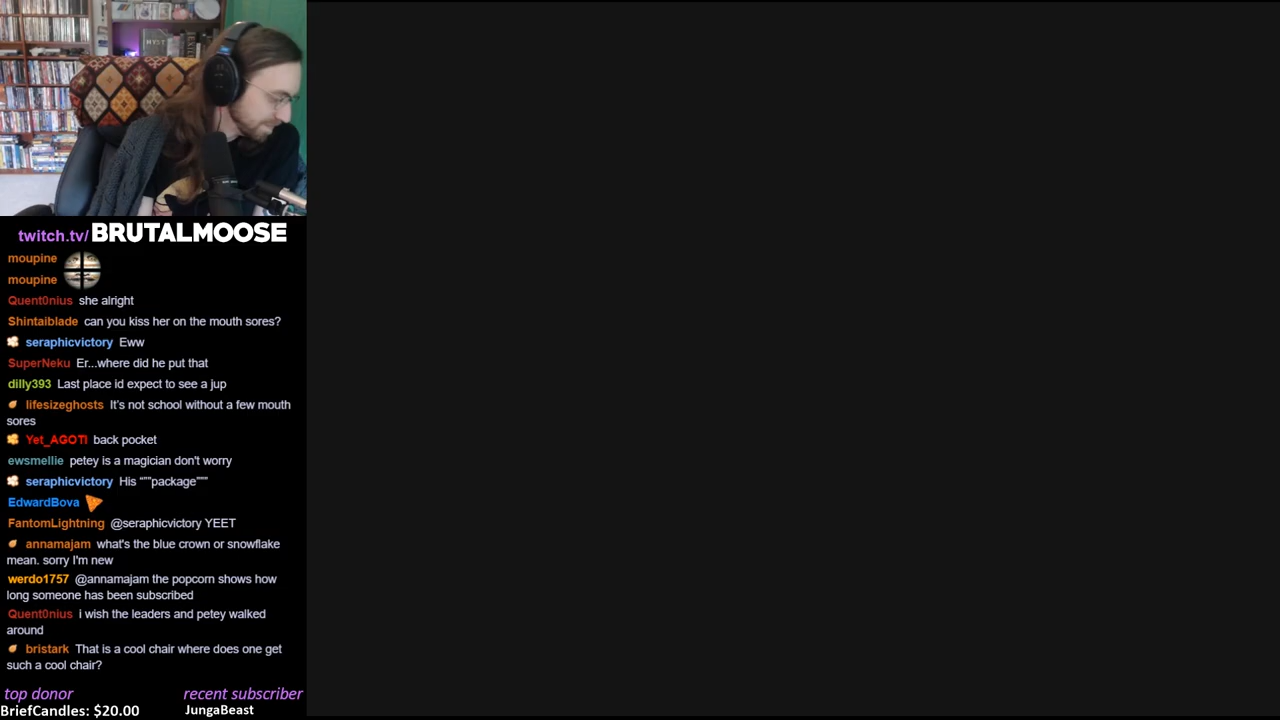 MYST
twitch.tv/BRUTALMOOSE
moupine
moupine
Quent0nius she alright
Shintaiblade can you kiss her on the mouth sores?
seraphicvictory Eww
SuperNeku Er...where did he put that
dilly393 Last place id expect to see a jup
lifesizeghosts It's not school without a few mouth
sores
Yet_AGOTI back pocket
ewsmellie petey is a magician don't worry
seraphicvictory His “"”package”"”
EdwardBova
FantomLightning @seraphicvictory YEET
annamajam what's the blue crown or snowflake
mean. sorry I'm new
werdo1757 @annamajam the popcorn shows how
long someone has been subscribed
Quent0nius i wish the leaders and petey walked
around
bristark That is a cool chair where does one get
such a cool chair?
top donor recent subscriber
BriefCandles: $20.00 JungaBeast